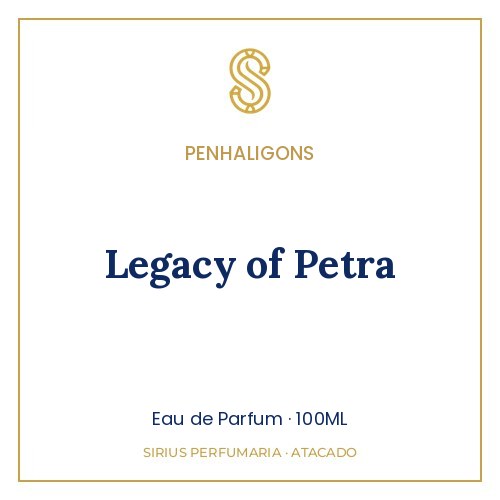 PENHALIGONS
Legacy of Petra
Eau de Parfum · 100ML
SIRIUS PERFUMARIA · ATACADO